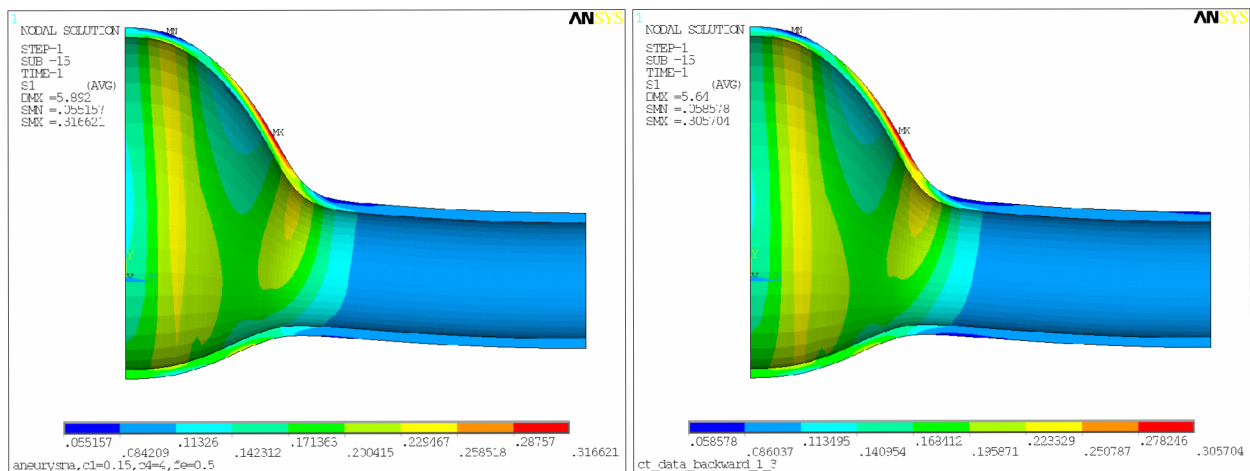 1
ANSYS
NODAL SOLUTION
STEP=1
SUB =15
TIME=1
S1 (AVG)
DMX =5.892
SMN =.055157
SMX =.316621
MN
MX
Y
.055157 .11326 .171363 .229467 .28757
.084209 .142312 .200415 .258518 .316621
aneurysma,c1=0.15,c4=4,fe=0.5
1
ANSYS
NODAL SOLUTION
STEP=1
SUB =15
TIME=1
S1 (AVG)
DMX =5.64
SMN =.058578
SMX =.305704
MN
MX
Y
.058578 .113495 .168412 .223329 .278246
.086037 .140954 .195871 .250787 .305704
ct_data_backward_1_3